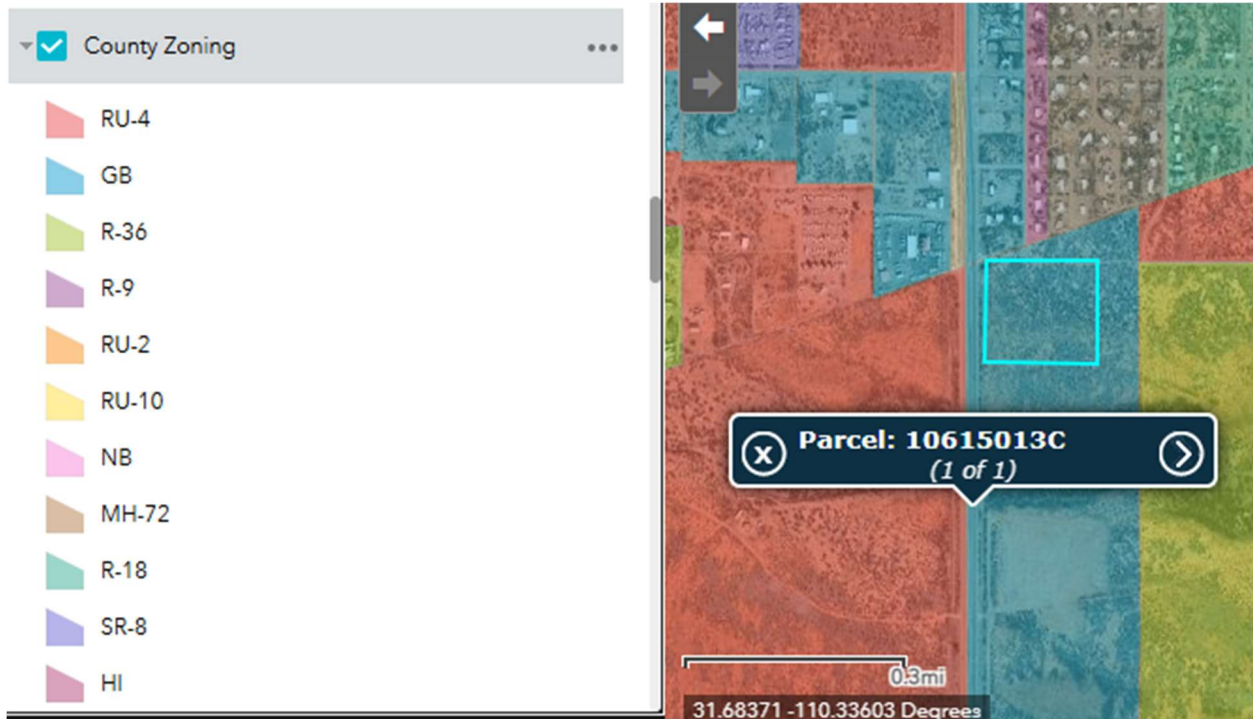 County Zoning
RU-4
GB
R-36
R-9
RU-2
RU-10
NB
MH-72
R-18
SR-8
HI
Parcel: 10615013C
(1 of 1)
0.3mi
31.68371 -110.33603 Degrees